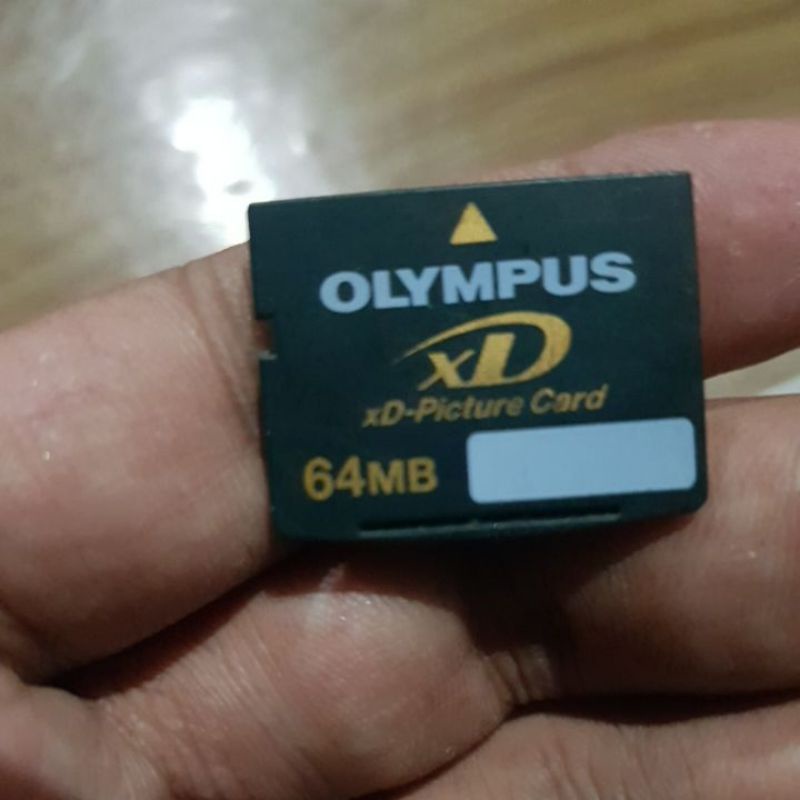 OLYMPUS
xD
xD-Picture Card
64MB